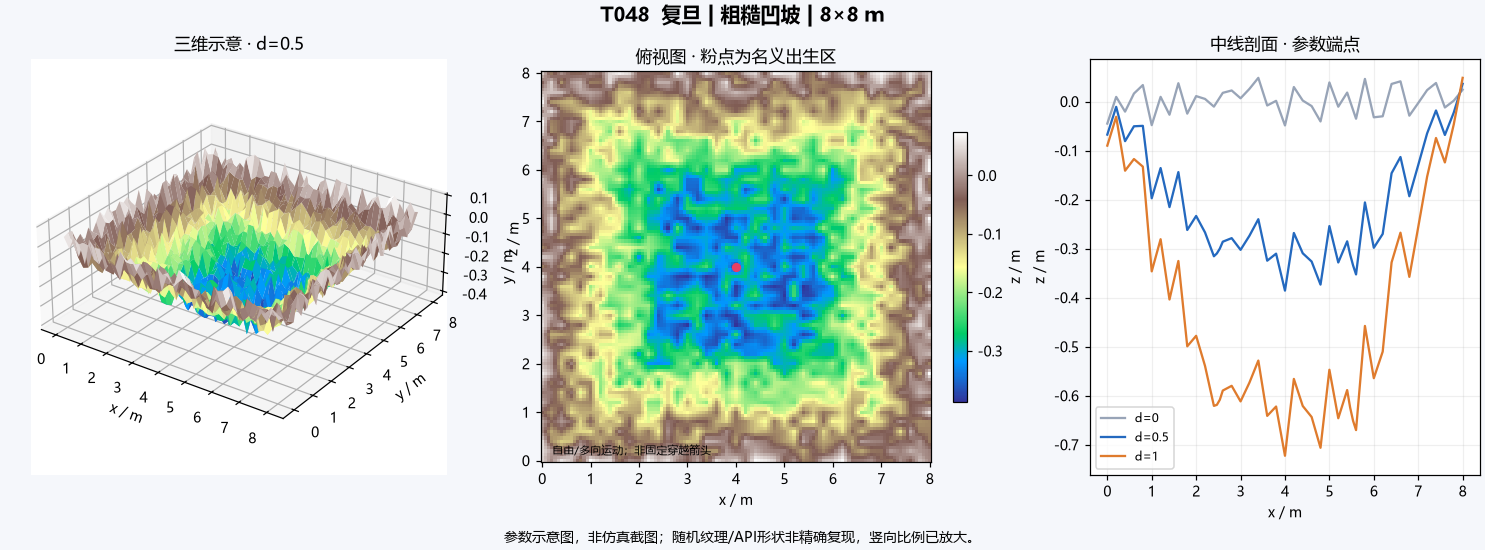 T048 复旦 | 粗糙凹坡 | 8×8 m
三维示意 · d=0.5
0.1
0.0
-0.1
-0.2
-0.3
-0.4
z / m
0 1 2 3 4 5 6 7 8
x / m
0 1 2 3 4 5 6 7 8
y / m
俯视图 · 粉点为名义出生区
8
7
6
5
4
3
2
1
0
y / m
自由/多向运动；非固定穿越箭头
0 1 2 3 4 5 6 7 8
x / m
0.0
-0.1
-0.2
-0.3
z / m
中线剖面 · 参数端点
0.0
-0.1
-0.2
-0.3
-0.4
-0.5
-0.6
-0.7
z / m
d=0
d=0.5
d=1
0 1 2 3 4 5 6 7 8
x / m
参数示意图，非仿真截图；随机纹理/API形状非精确复现，竖向比例已放大。